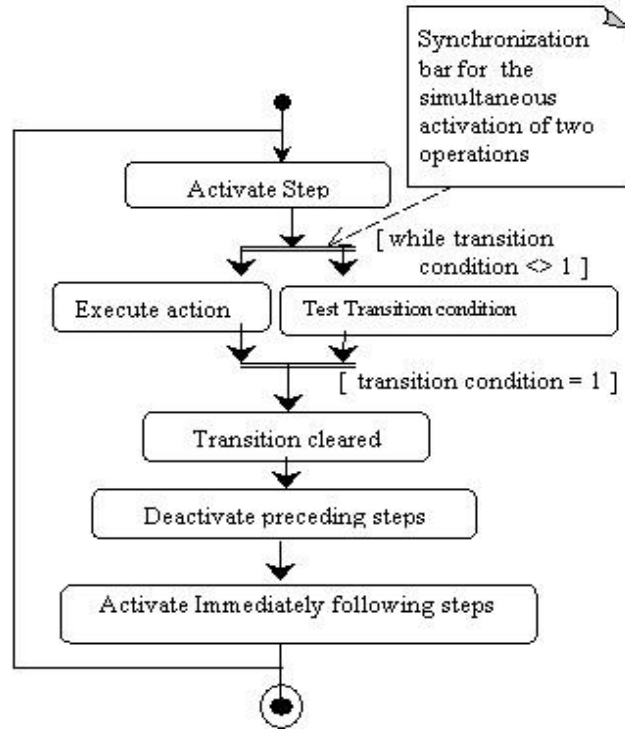 Synchronization
bar for the
simultaneous
activation of two
operations
Activate Step
[ while transition
condition <> 1 ]
Execute action
Test Transition condition
[ transition condition = 1 ]
Transition cleared
Deactivate preceding steps
Activate Immediately following steps